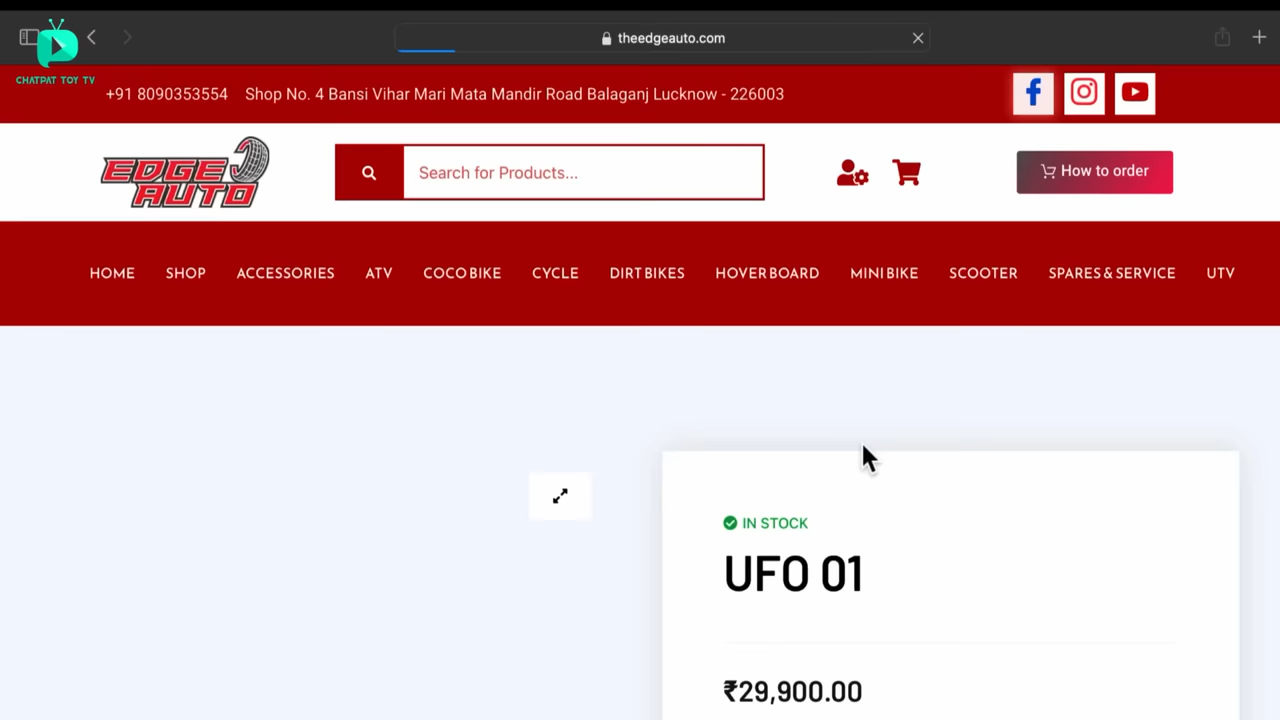 theedgeauto.com
CHATPAT TOY TV
+91 8090353554 Shop No. 4 Bansi Vihar Mari Mata Mandir Road Balaganj Lucknow - 226003
EDGE
AUTO
Search for Products...
How to order
HOME SHOP ACCESSORIES ATV COCO BIKE CYCLE DIRT BIKES HOVER BOARD MINI BIKE SCOOTER SPARES & SERVICE UTV
IN STOCK
UFO 01
₹29,900.00